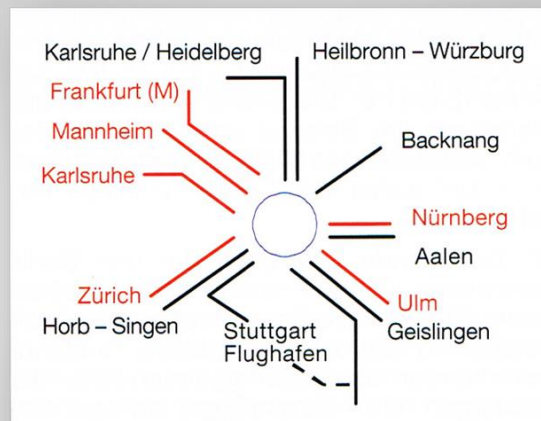 Karlsruhe / Heidelberg
Heilbronn – Würzburg
Frankfurt (M)
Mannheim
Backnang
Karlsruhe
Nürnberg
Aalen
Zürich
Ulm
Horb – Singen
Stuttgart
Flughafen
Geislingen